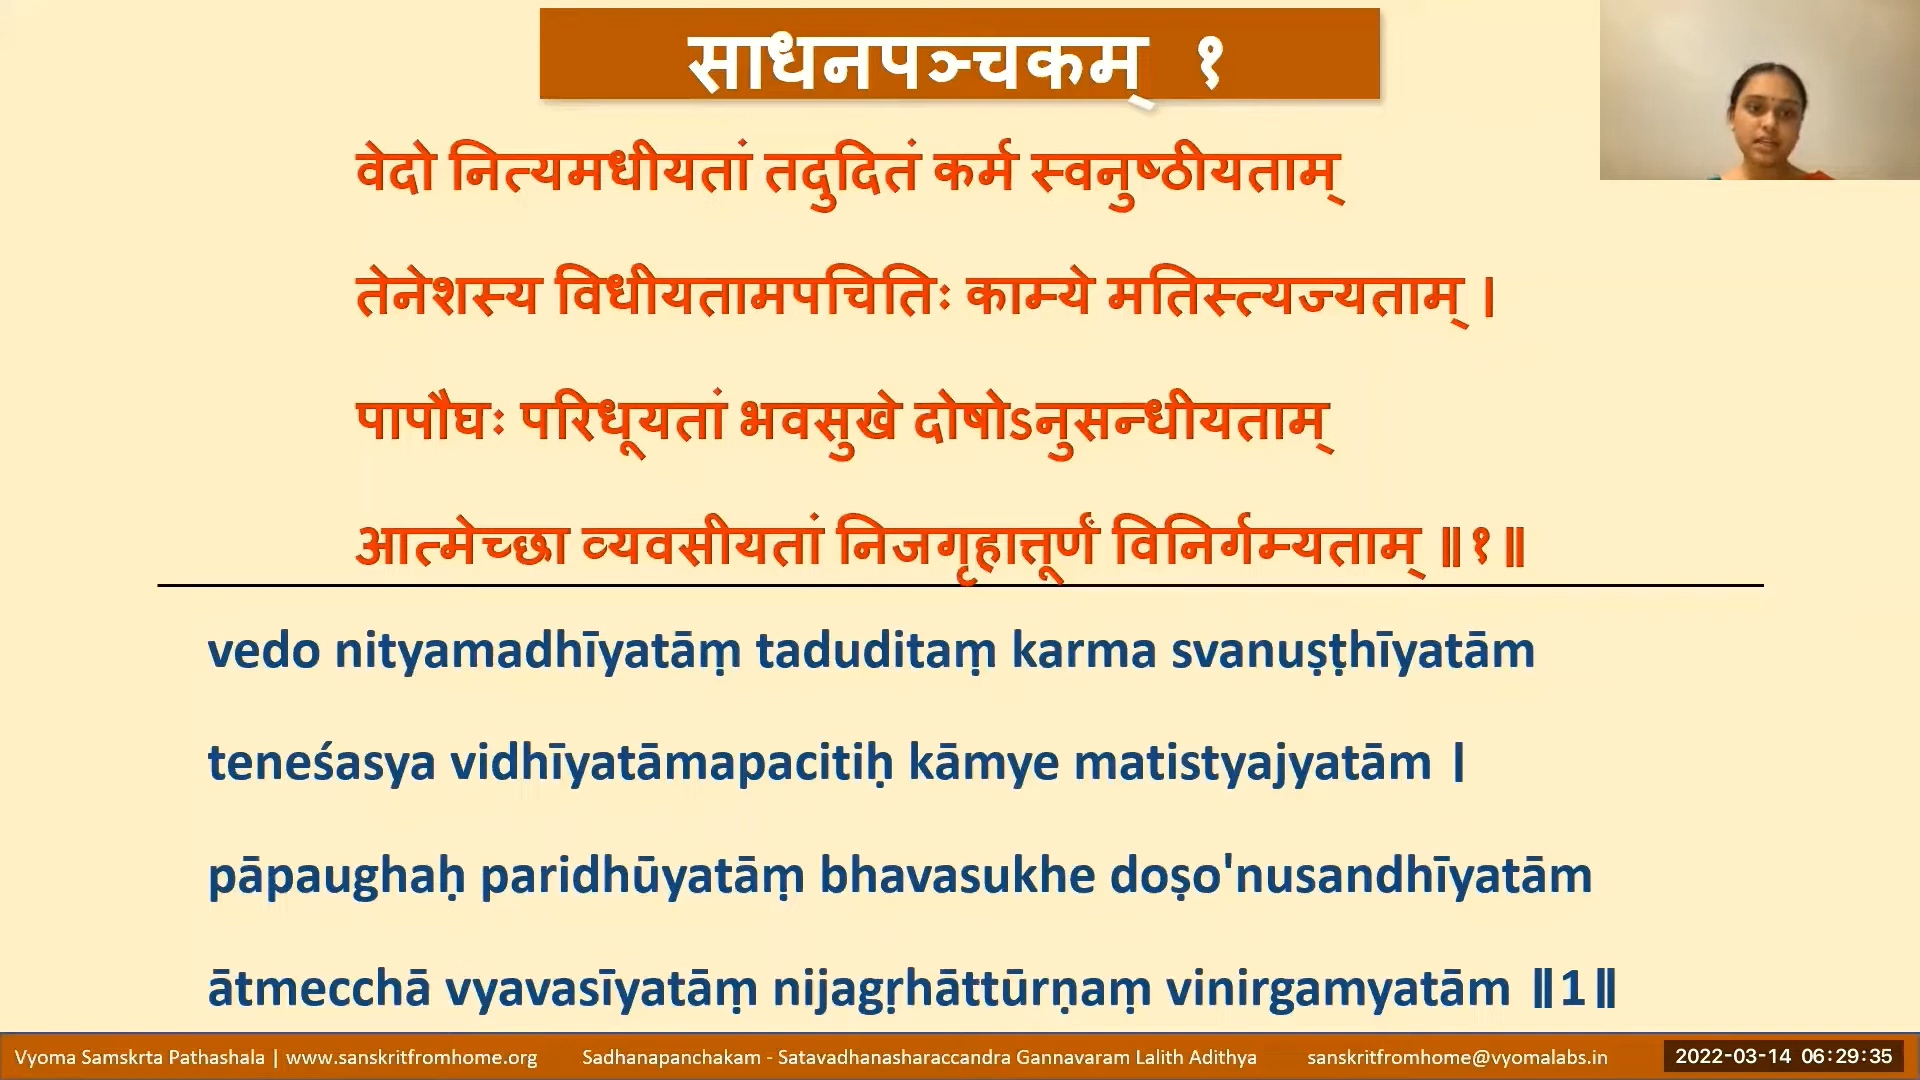 साधनपञ्चकम् १
वेदो नित्यमधीयतां तदुदितं कर्म स्वनुष्ठीयताम्
तेनेशस्य विधीयतामपचितिः काम्ये मतिस्त्यज्यताम् ।
पापौघः परिधूयतां भवसुखे दोषोऽनुसन्धीयताम्
आत्मेच्छा व्यवसीयतां निजगृहात्तूर्णं विनिर्गम्यताम् ॥१॥
vedo nityamadhīyatāṃ taduditaṃ karma svanuṣṭhīyatām
teneśasya vidhīyatāmapacitiḥ kāmye matistyajyatām ।
pāpaughaḥ paridhūyatāṃ bhavasukhe doṣo'nusandhīyatām
ātmecchā vyavasīyatāṃ nijagṛhāttūrṇaṃ vinirgamyatām ॥1॥
Vyoma Samskrta Pathashala | www.sanskritfromhome.org Sadhanapanchakam - Satavadhanasharaccandra Gannavaram Lalith Adithya sanskritfromhome@vyomalabs.in 2022-03-14 06:29:35